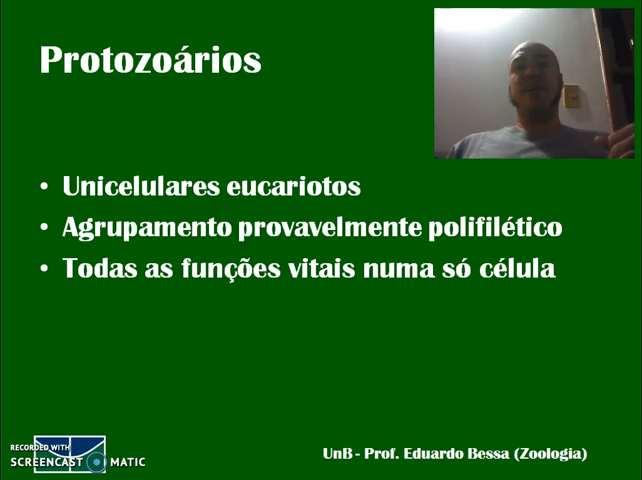 Protozoários
• Unicelulares eucariotos
• Agrupamento provavelmente polifilético
• Todas as funções vitais numa só célula
RECORDED WITH
SCREENCAST MATIC
UnB - Prof. Eduardo Bessa (Zoologia)